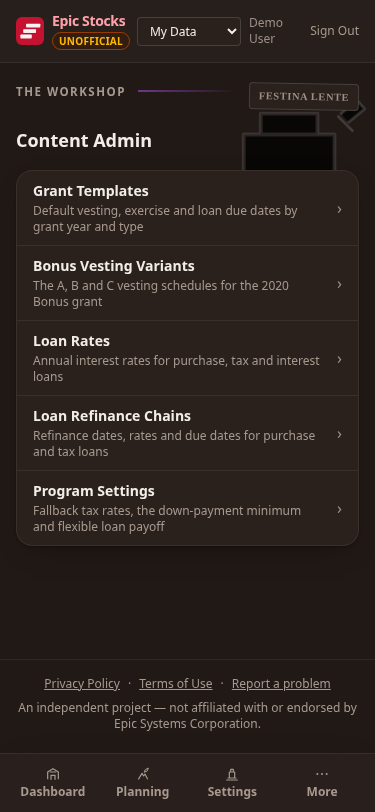 Epic Stocks
UNOFFICIAL
My Data
Demo
User
Sign Out
THE WORKSHOP
FESTINA LENTE
Content Admin
Grant Templates
Default vesting, exercise and loan due dates by
grant year and type
Bonus Vesting Variants
The A, B and C vesting schedules for the 2020
Bonus grant
Loan Rates
Annual interest rates for purchase, tax and interest
loans
Loan Refinance Chains
Refinance dates, rates and due dates for purchase
and tax loans
Program Settings
Fallback tax rates, the down-payment minimum
and flexible loan payoff
Privacy Policy · Terms of Use · Report a problem
An independent project — not affiliated with or endorsed by
Epic Systems Corporation.
Dashboard
Planning
Settings
More